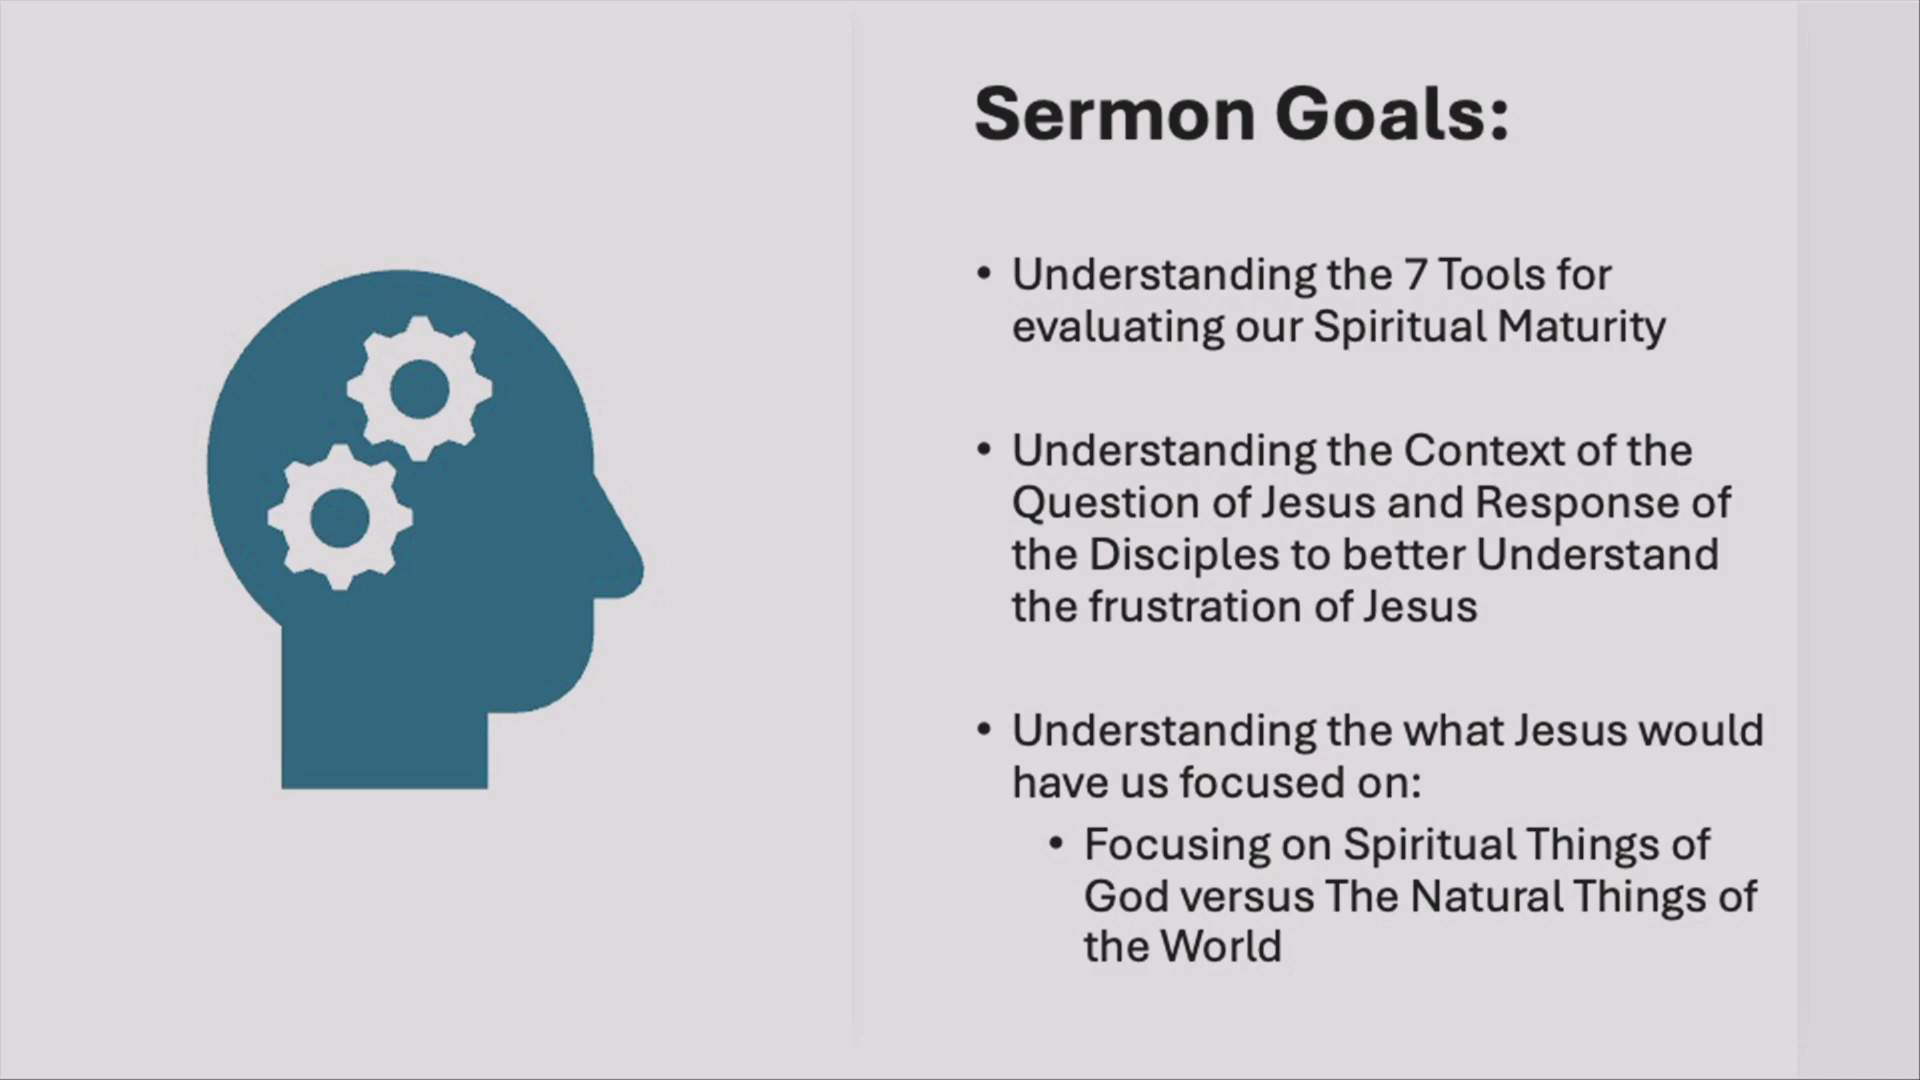 Sermon Goals:
• Understanding the 7 Tools for
evaluating our Spiritual Maturity
• Understanding the Context of the
Question of Jesus and Response of
the Disciples to better Understand
the frustration of Jesus
• Understanding the what Jesus would
have us focused on:
• Focusing on Spiritual Things of
God versus The Natural Things of
the World